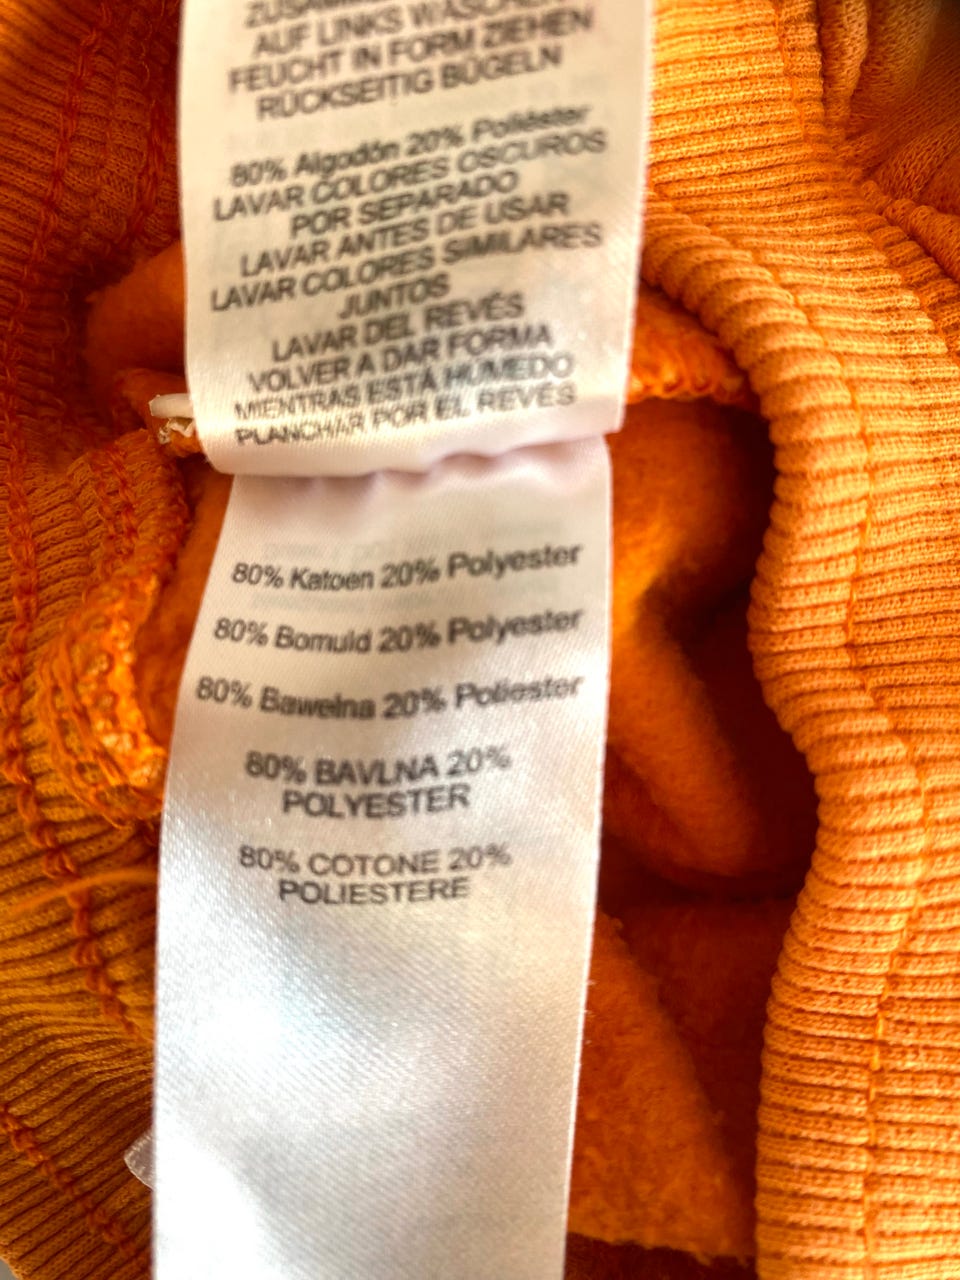 AUF LINKS WASCHEN
FEUCHT IN FORM ZIEHEN
RÜCKSEITIG BÜGELN
80% Algodón 20% Poliéster
LAVAR COLORES OSCUROS
POR SEPARADO
LAVAR ANTES DE USAR
LAVAR COLORES SIMILARES
JUNTOS
LAVAR DEL REVÉS
VOLVER A DAR FORMA
MIENTRAS ESTÁ HUMEDO
PLANCHAR POR EL REVÉS
80% Katoen 20% Polyester
80% Bomuld 20% Polyester
80% Bawelna 20% Poliester
80% BAVLNA 20%
POLYESTER
80% COTONE 20%
POLIESTERE